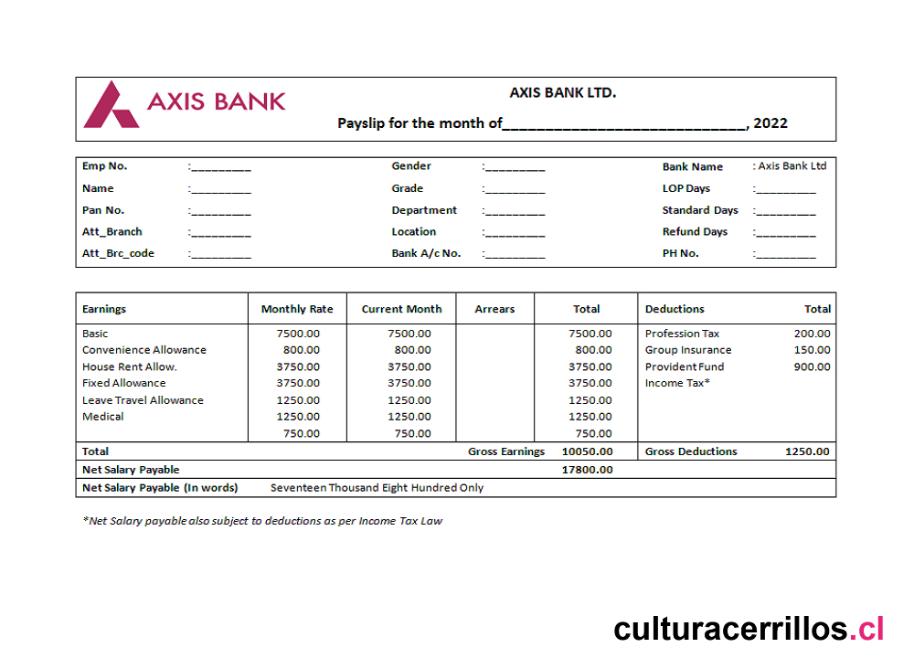 AXIS BANK
AXIS BANK LTD.
Payslip for the month of____________________________, 2022
Emp No. :_________ Gender :_________ Bank Name : Axis Bank Ltd
Name :_________ Grade :_________ LOP Days :_________
Pan No. :_________ Department :_________ Standard Days :_________
Att_Branch :_________ Location :_________ Refund Days :_________
Att_Brc_code :_________ Bank A/c No. :_________ PH No. :_________
Earnings Monthly Rate Current Month Arrears Total Deductions Total
Basic 7500.00 7500.00 7500.00 Profession Tax 200.00
Convenience Allowance 800.00 800.00 800.00 Group Insurance 150.00
House Rent Allow. 3750.00 3750.00 3750.00 Provident Fund 900.00
Fixed Allowance 3750.00 3750.00 3750.00 Income Tax*
Leave Travel Allowance 1250.00 1250.00 1250.00
Medical 1250.00 1250.00 1250.00
750.00 750.00 750.00
Total Gross Earnings 10050.00 Gross Deductions 1250.00
Net Salary Payable 17800.00
Net Salary Payable (In words) Seventeen Thousand Eight Hundred Only
*Net Salary payable also subject to deductions as per Income Tax Law
culturacerrillos.cl